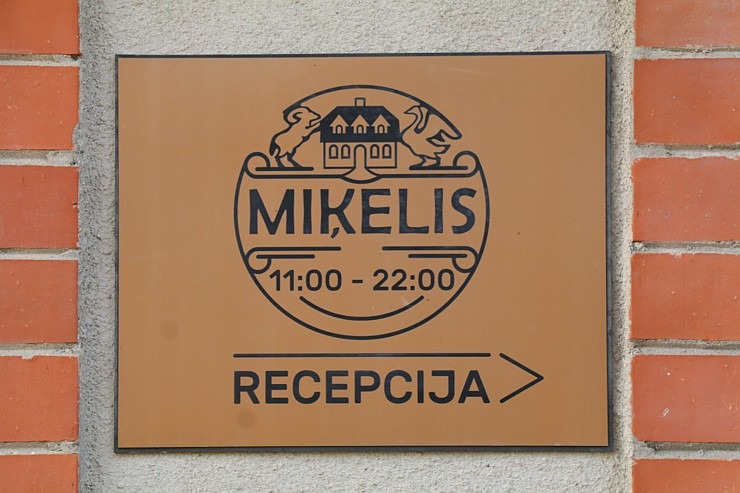 MIĶELIS
11:00 - 22:00
RECEPCIJA